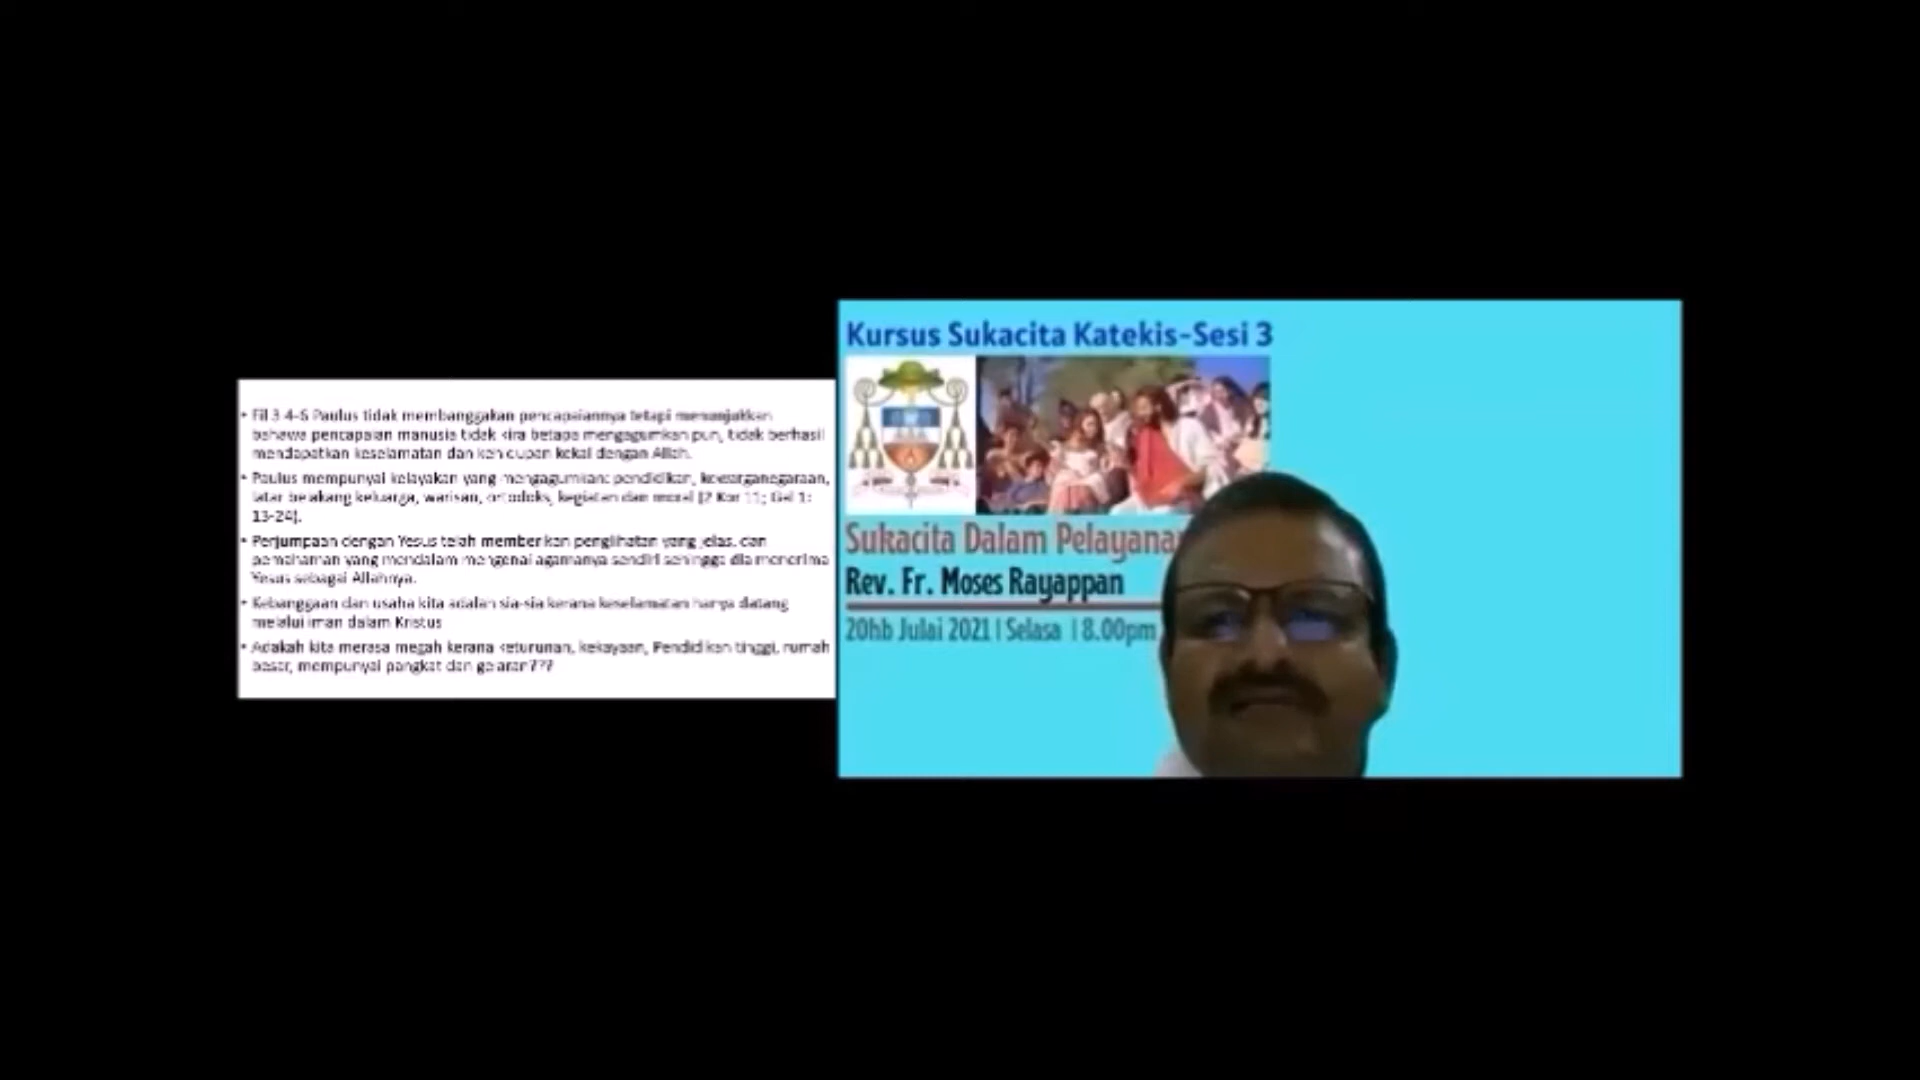 • Fil 3 4-6 Paulus tidak membanggakan pencapaiannya tetapi menunjukkan
bahawa pencapaian manusia tidak kira betapa mengagumkan pun, tidak berhasil
mendapatkan keselamatan dan kehidupan kekal dengan Allah.
• Paulus mempunyai kelayakan yang mengagumkan: pendidikan, kewarganegaraan,
latar belakang keluarga, warisan, ortodoks, kegiatan dan moral (2 Kor 11; Gal 1:
13-24).
• Perjumpaan dengan Yesus telah memberikan penglihatan yang jelas, dan
pemahaman yang mendalam mengenai agamanya sendiri sehingga dia menerima
Yesus sebagai Allahnya.
• Kebanggaan dan usaha kita adalah sia-sia kerana keselamatan hanya datang
melalui iman dalam Kristus
• Adakah kita merasa megah kerana keturunan, kekayaan, Pendidikan tinggi, rumah
besar, mempunyai pangkat dan gelaran???
Kursus Sukacita Katekis-Sesi 3
Sukacita Dalam Pelayana
Rev. Fr. Moses Rayappan
20hb Julai 2021 | Selasa | 8.00pm